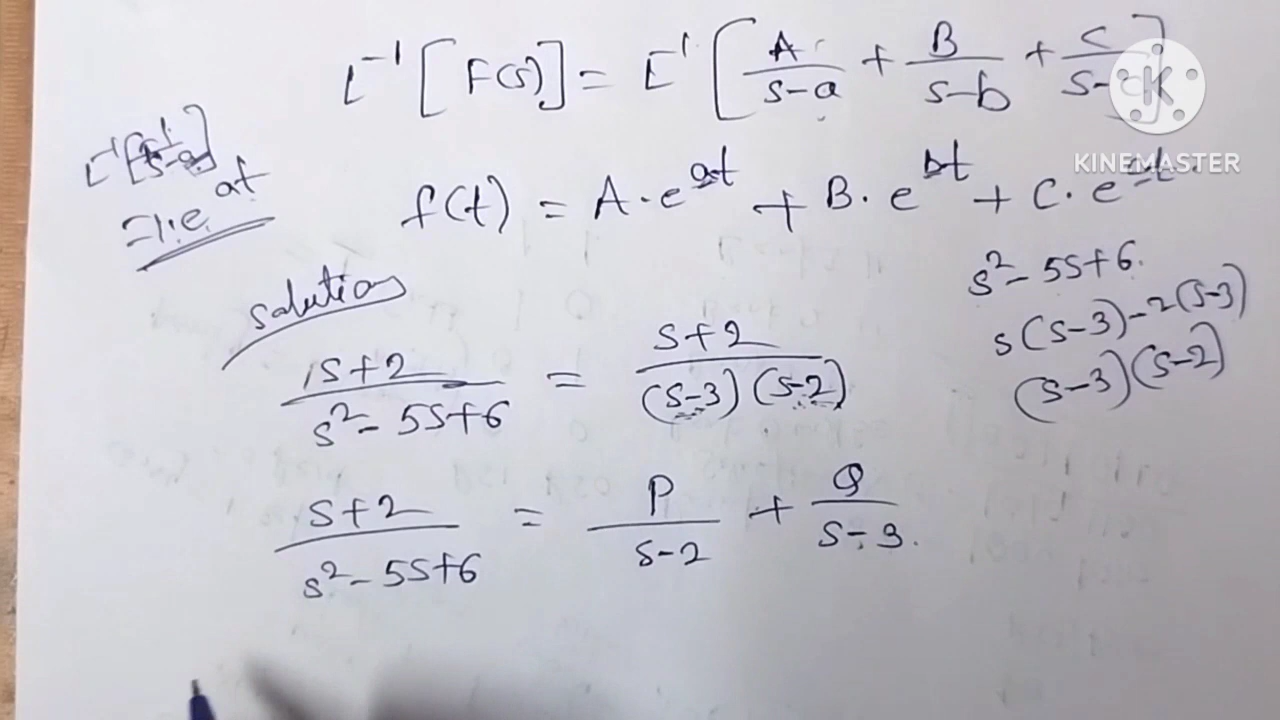 L⁻¹[F(s)] = L⁻¹[A/(s-a) + B/(s-b) + C/(s-c)]
KINEMASTER
L⁻¹[1/(s-a)]
=1·e^at
f(t) = A·e^at + B·e^bt + C·e^ct
solution
(s+2)/(s²-5s+6) = (s+2)/((s-3)(s-2))
s²-5s+6.
s(s-3)-2(s-3)
(s-3)(s-2)
(s+2)/(s²-5s+6) = P/(s-2) + Q/(s-3).